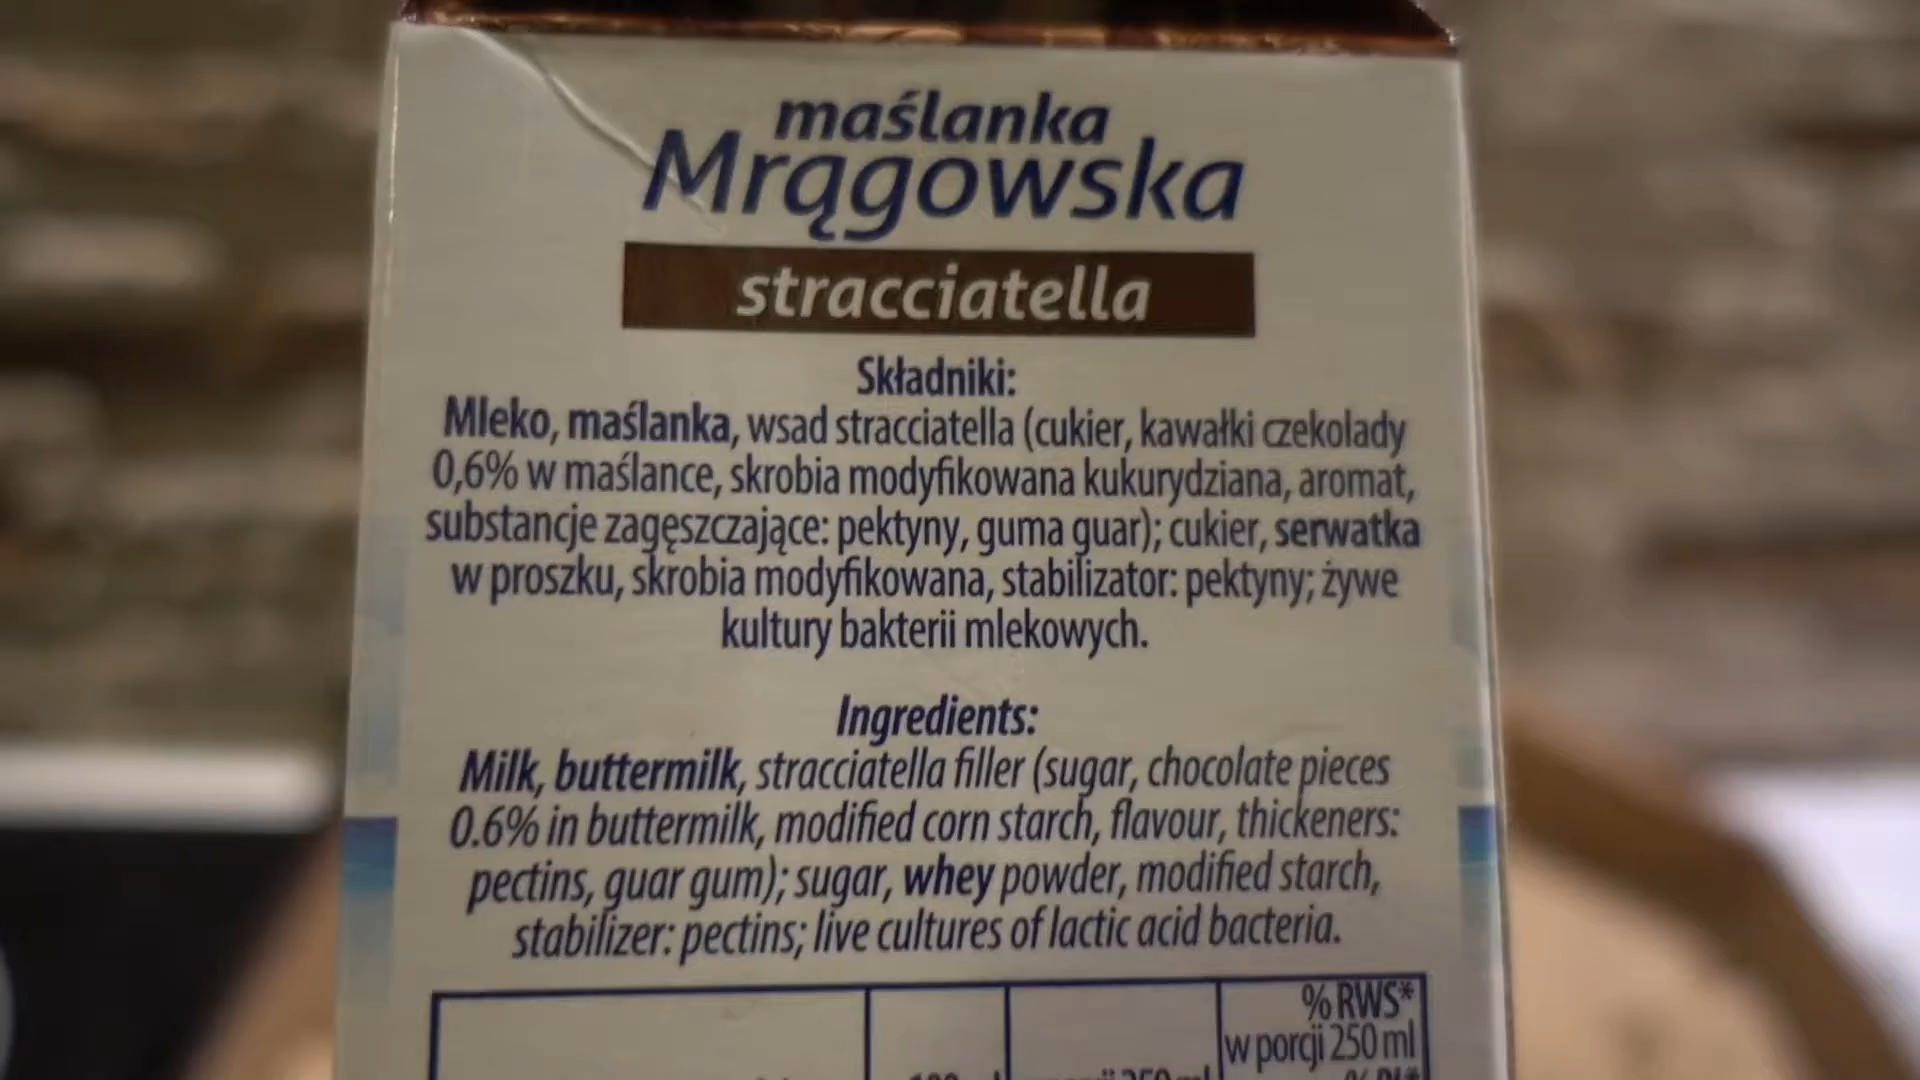 maślanka
Mrągowska
stracciatella
Składniki:
Mleko, maślanka, wsad stracciatella (cukier, kawałki czekolady
0,6% w maślance, skrobia modyfikowana kukurydziana, aromat,
substancje zagęszczające: pektyny, guma guar); cukier, serwatka
w proszku, skrobia modyfikowana, stabilizator: pektyny; żywe
kultury bakterii mlekowych.
Ingredients:
Milk, buttermilk, stracciatella filler (sugar, chocolate pieces
0.6% in buttermilk, modified corn starch, flavour, thickeners:
pectins, guar gum); sugar, whey powder, modified starch,
stabilizer: pectins; live cultures of lactic acid bacteria.
% RWS*
w porcji 250 ml